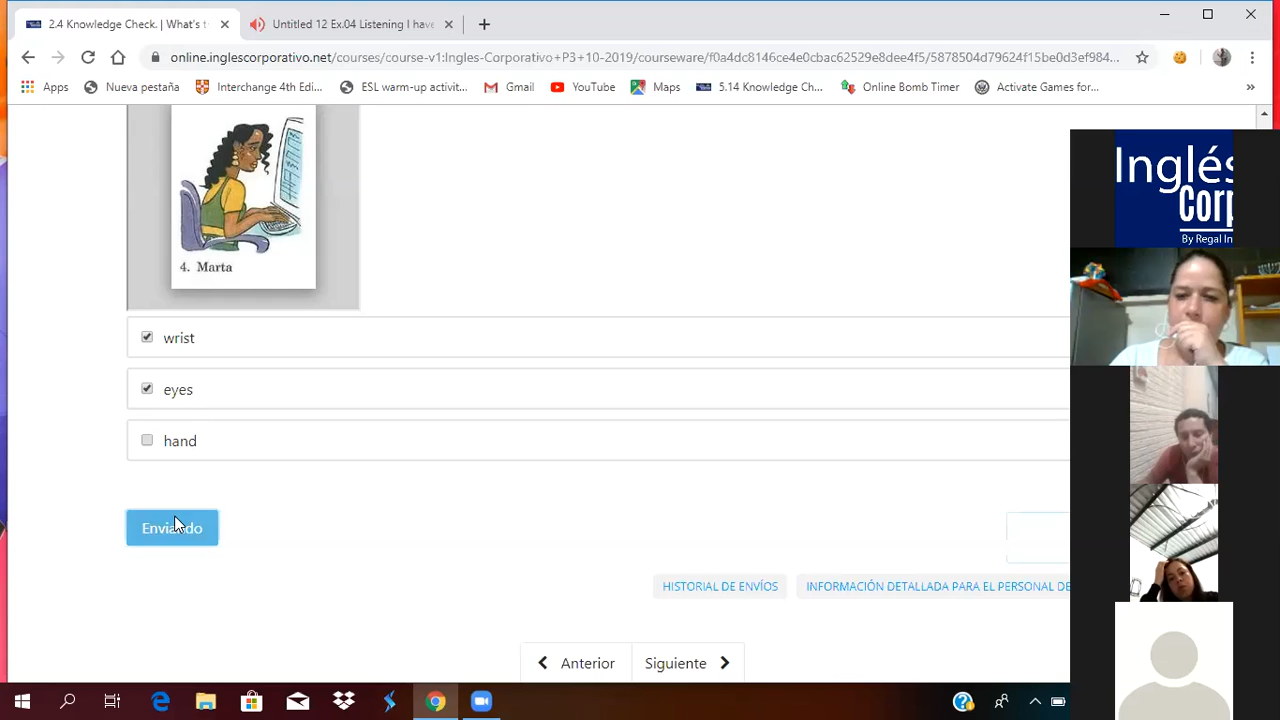 2.4 Knowledge Check. | What's t
Untitled 12 Ex.04 Listening I have
online.inglescorporativo.net/courses/course-v1:Ingles_Corporativo+P3+10-2019/courseware/f0a4dc8146ce4e0cbac62529e8dee4f5/5878504d79624f15be0d3ef984...
Apps
Nueva pestaña
Interchange 4th Edi...
ESL warm-up activit...
Gmail
YouTube
Maps
5.14 Knowledge Ch...
Online Bomb Timer
Activate Games for...
»
4. Marta
wrist
eyes
hand
Enviando
HISTORIAL DE ENVÍOS
INFORMACIÓN DETALLADA PARA EL PERSONAL DE
Anterior
Siguiente
Inglés
Corp
By Regal In